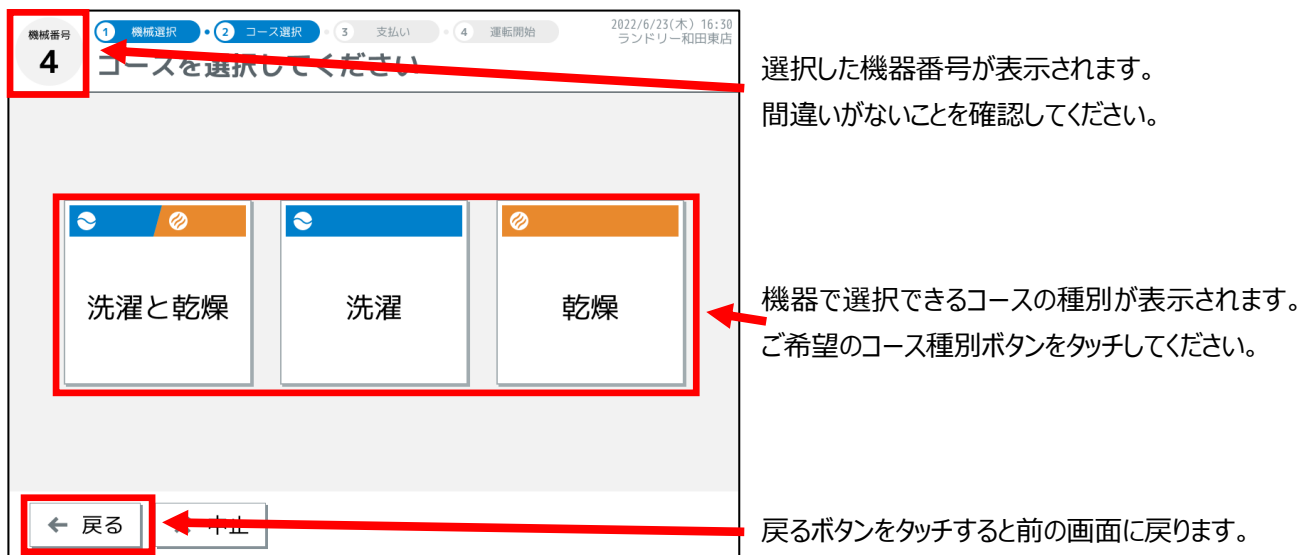 機械番号
4
1 機械選択 2 コース選択 3 支払い 4 運転開始
2022/6/23(木) 16:30
ランドリー和田東店
コースを選択してください
選択した機器番号が表示されます。
間違いがないことを確認してください。
洗濯と乾燥
洗濯
乾燥
機器で選択できるコースの種別が表示されます。
ご希望のコース種別ボタンをタッチしてください。
← 戻る
中止
戻るボタンをタッチすると前の画面に戻ります。